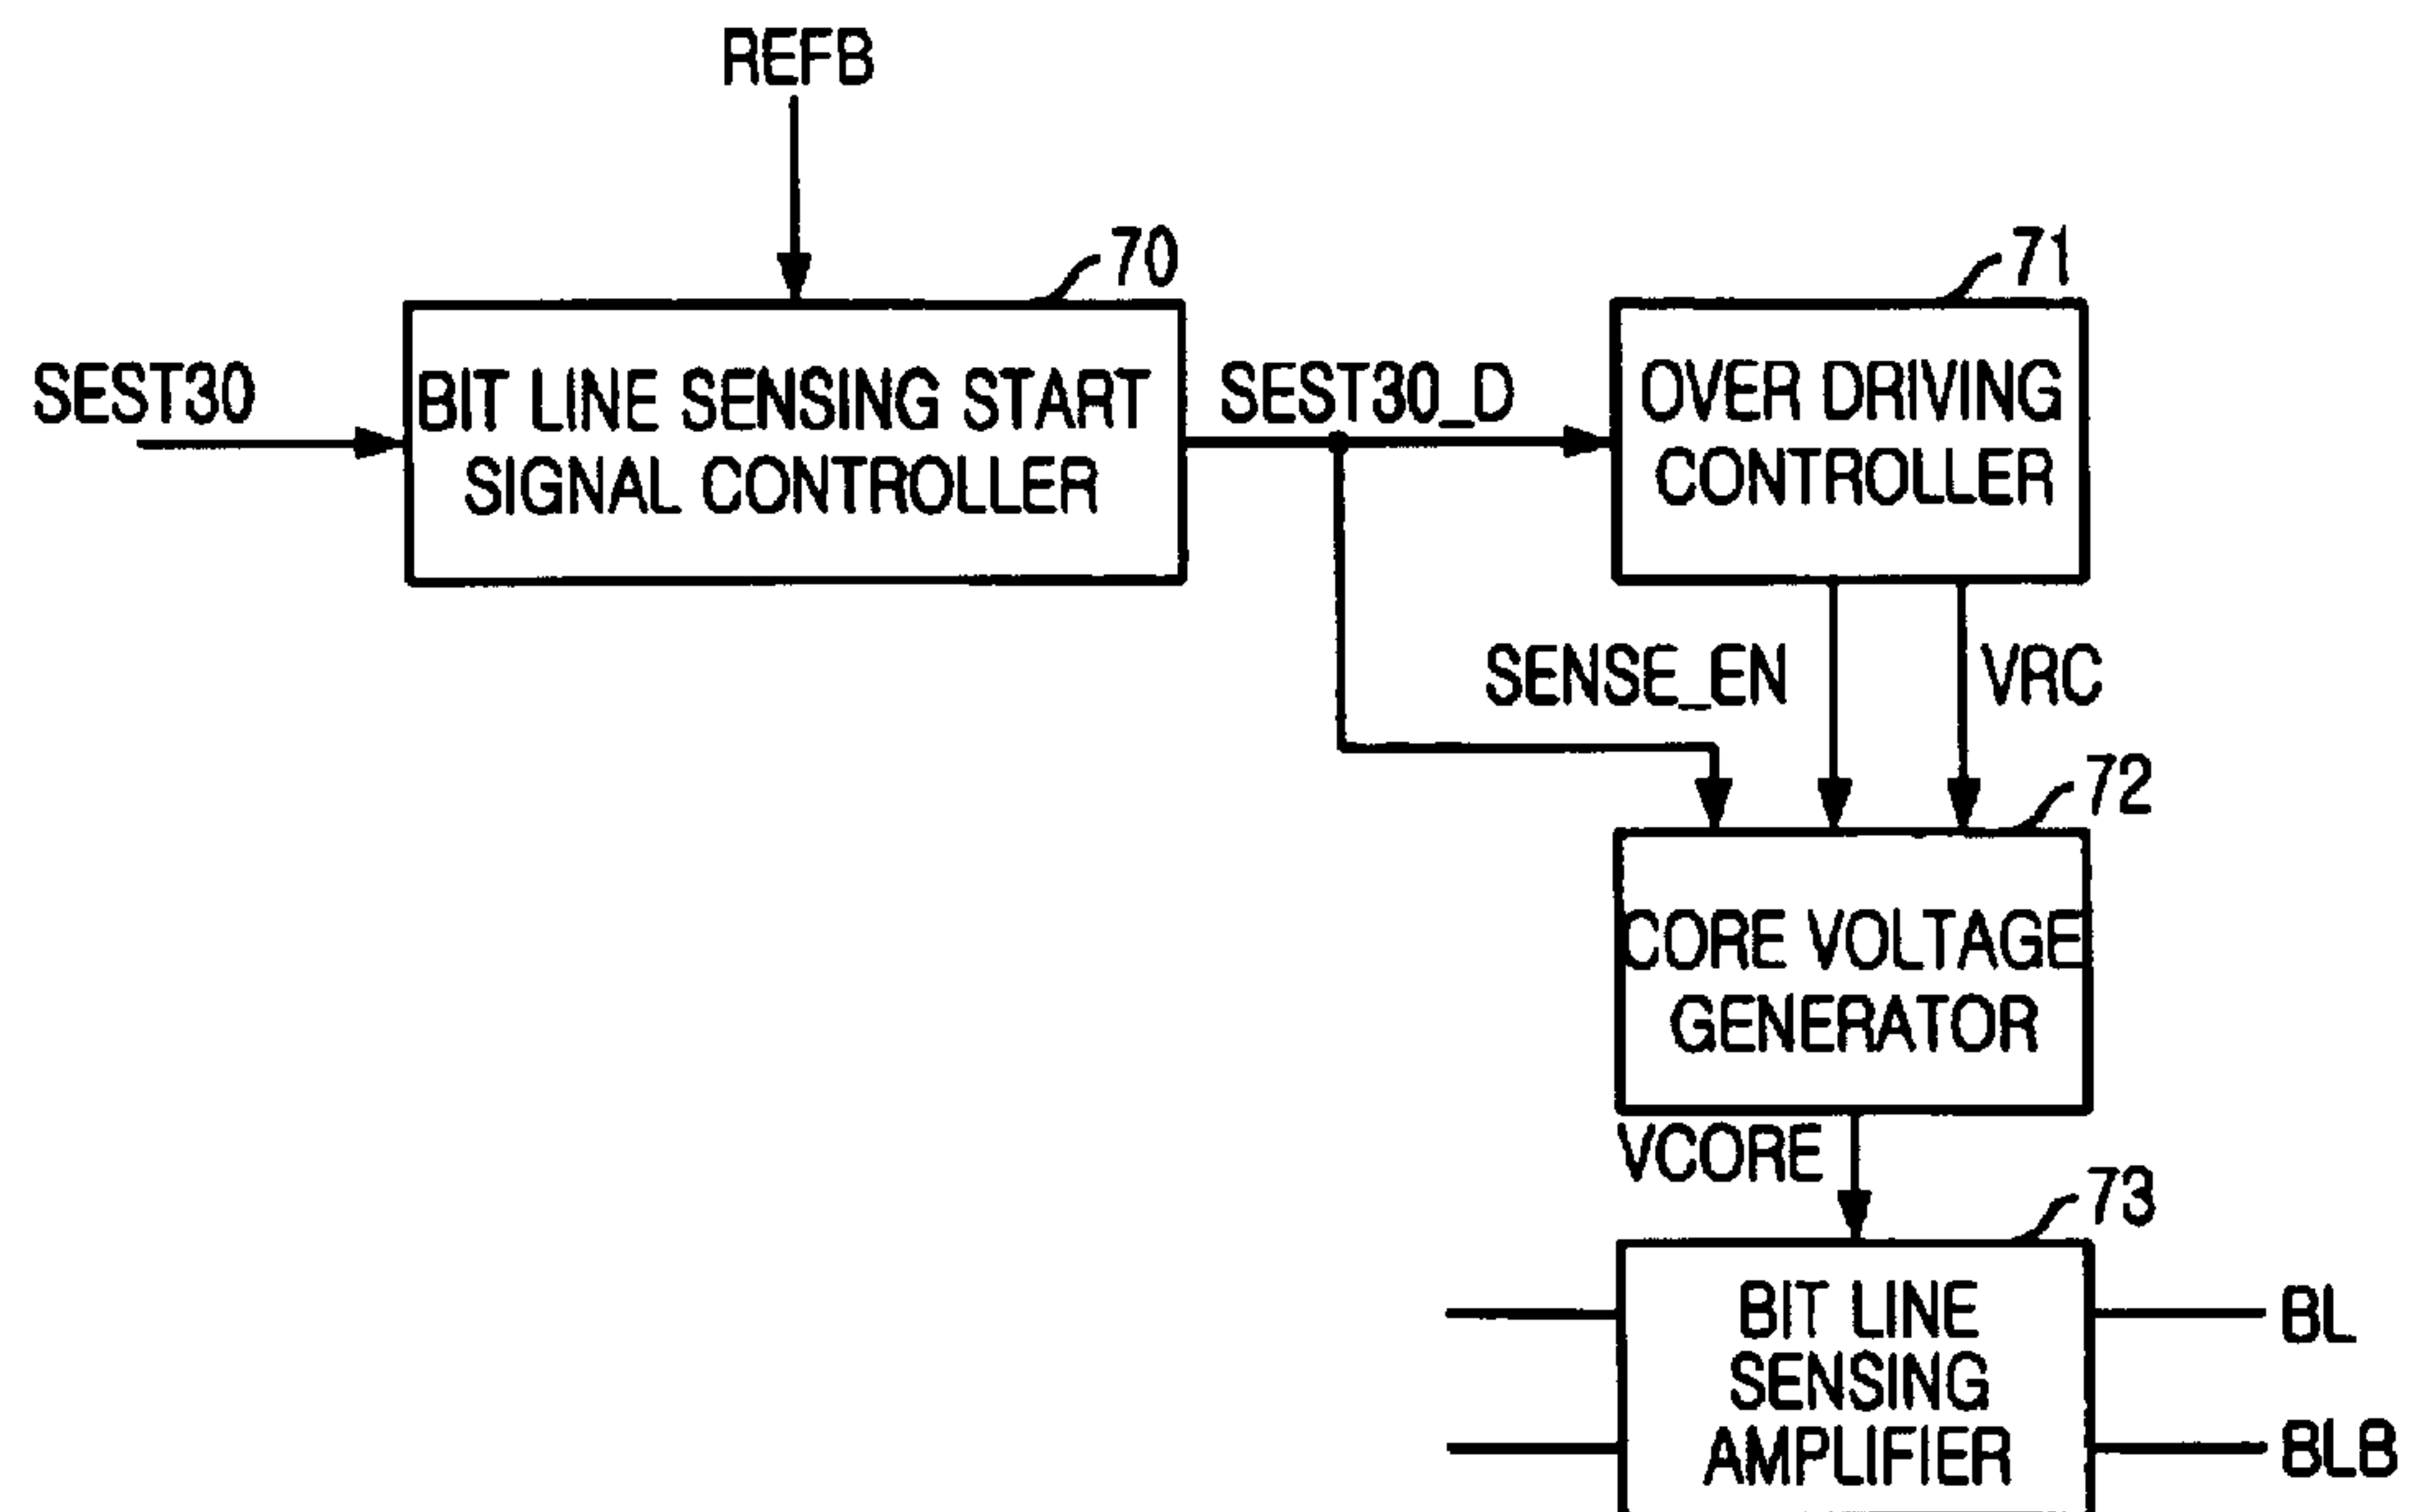 REFB
70
71
SEST30
BIT LINE SENSING START
SIGNAL CONTROLLER
SEST30_D
OVER DRIVING
CONTROLLER
SENSE_EN
VRC
72
CORE VOLTAGE
GENERATOR
VCORE
73
BIT LINE
SENSING
AMPLIFIER
BL
BLB